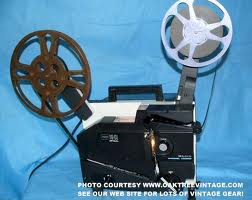 PHOTO COURTESY WWW.OAKTREEVINTAGE.COM
SEE OUR WEB SITE FOR LOTS OF VINTAGE GEAR!